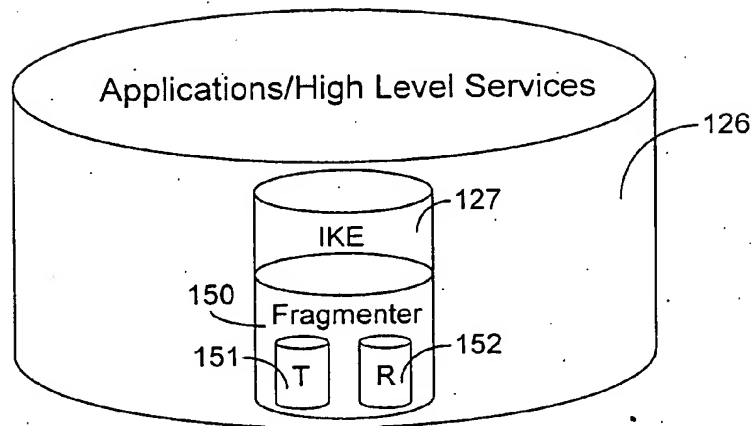 Applications/High Level Services
126
127
IKE
150
Fragmenter
151
T
R
152